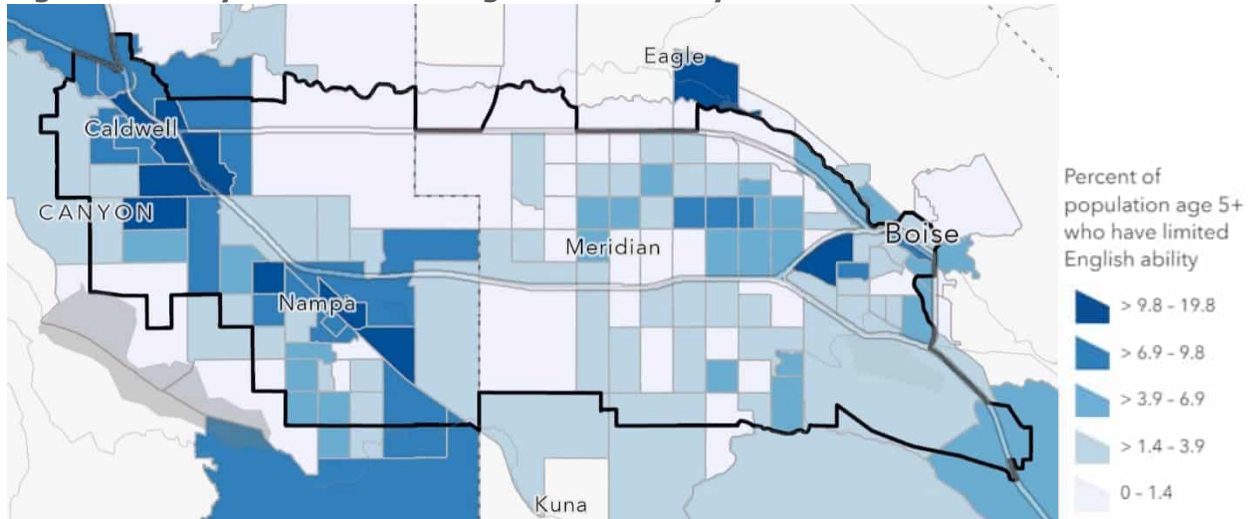 Eagle
Caldwell
CANYON
Boise
Meridian
Nampa
Kuna
Percent of
population age 5+
who have limited
English ability
> 9.8 - 19.8
> 6.9 - 9.8
> 3.9 - 6.9
> 1.4 - 3.9
0 - 1.4